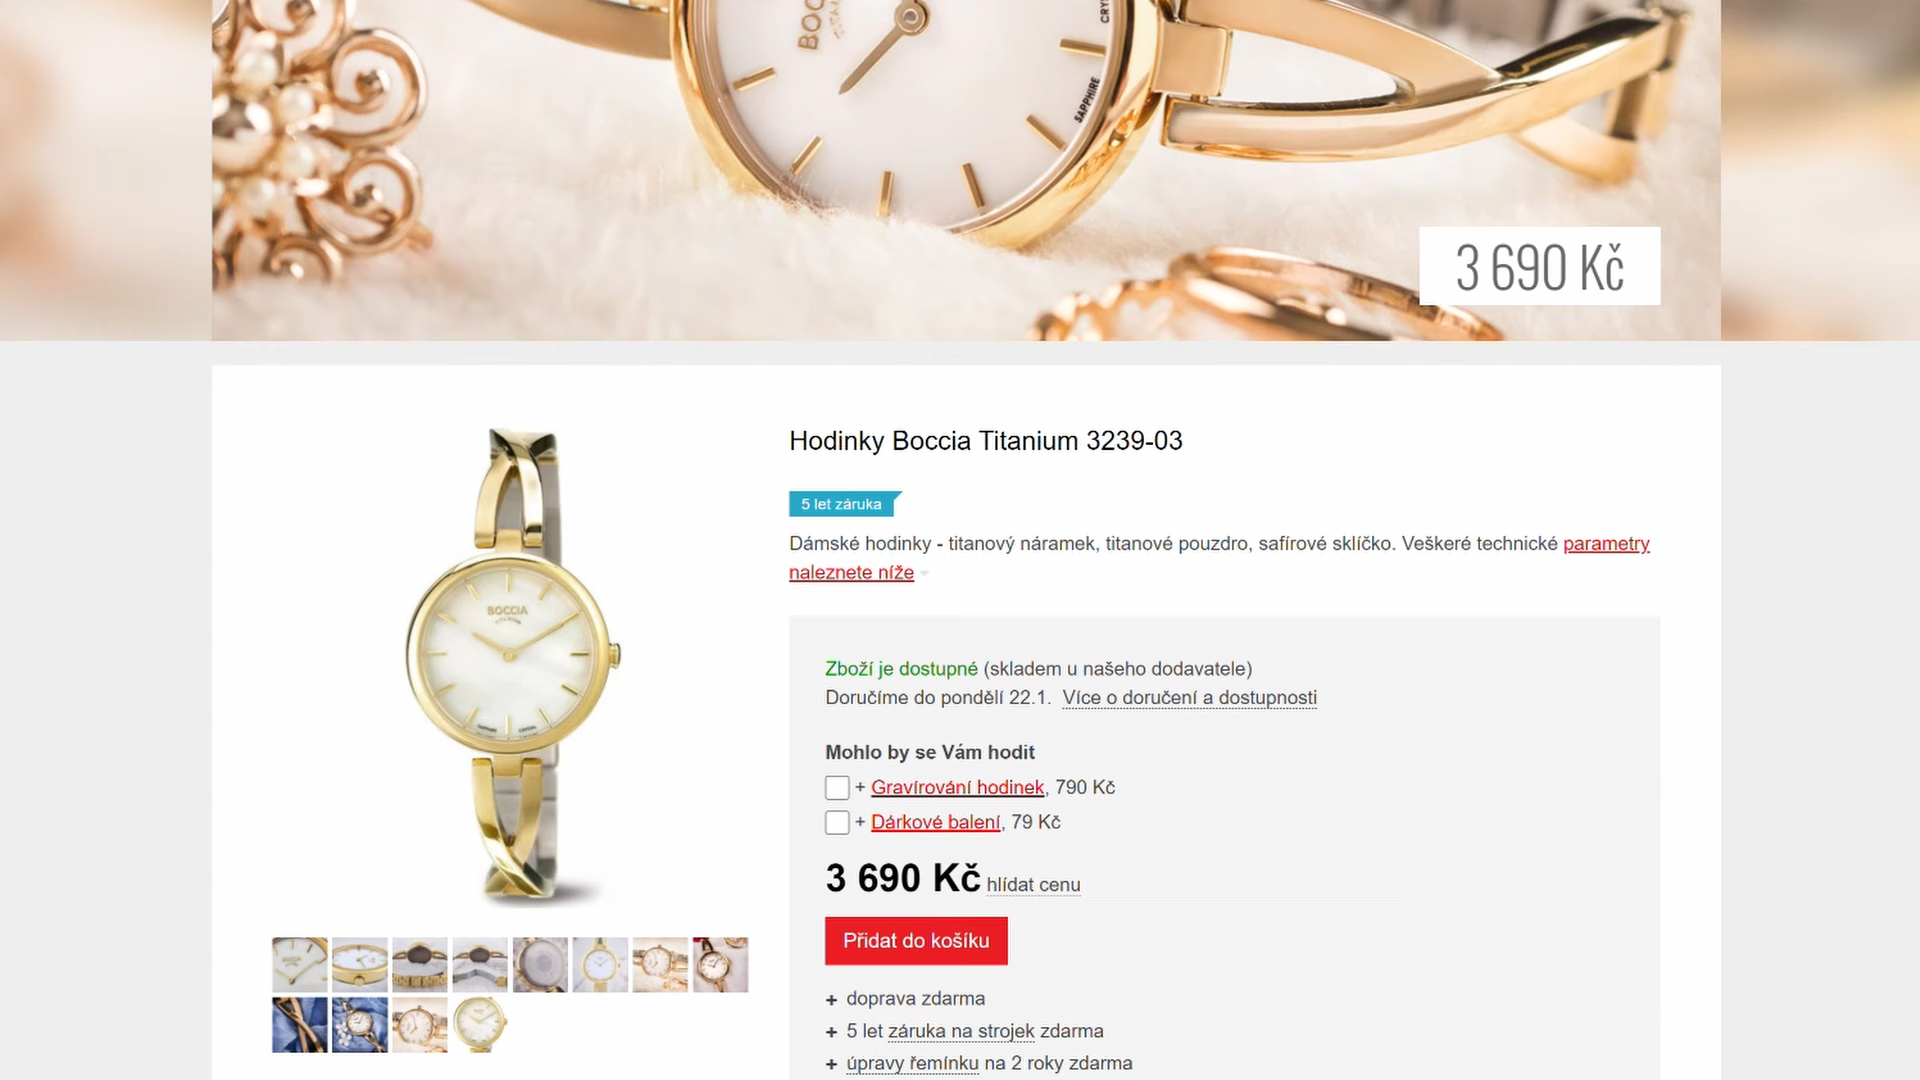 SAPPHIRE
3 690 Kč
Hodinky Boccia Titanium 3239-03
5 let záruka
Dámské hodinky - titanový náramek, titanové pouzdro, safírové sklíčko. Veškeré technické parametry
naleznete níže
BOCCIA
Zboží je dostupné (skladem u našeho dodavatele)
Doručíme do pondělí 22.1. Více o doručení a dostupnosti
Mohlo by se Vám hodit
+ Gravírování hodinek, 790 Kč
+ Dárkové balení, 79 Kč
3 690 Kč hlídat cenu
Přidat do košíku
+ doprava zdarma
+ 5 let záruka na strojek zdarma
+ úpravy řemínku na 2 roky zdarma